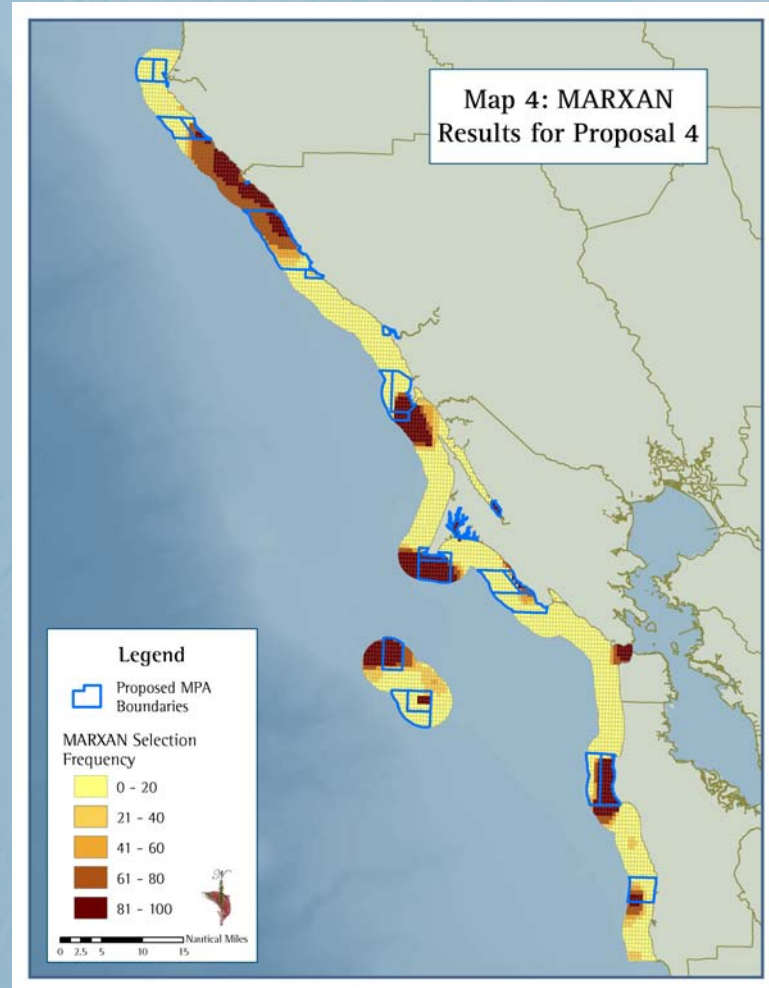 Map 4: MARXAN
Results for Proposal 4
Legend
Proposed MPA
Boundaries
MARXAN Selection
Frequency
0 - 20
21 - 40
41 - 60
61 - 80
81 - 100
Nautical Miles
0 2.5 5 10 15